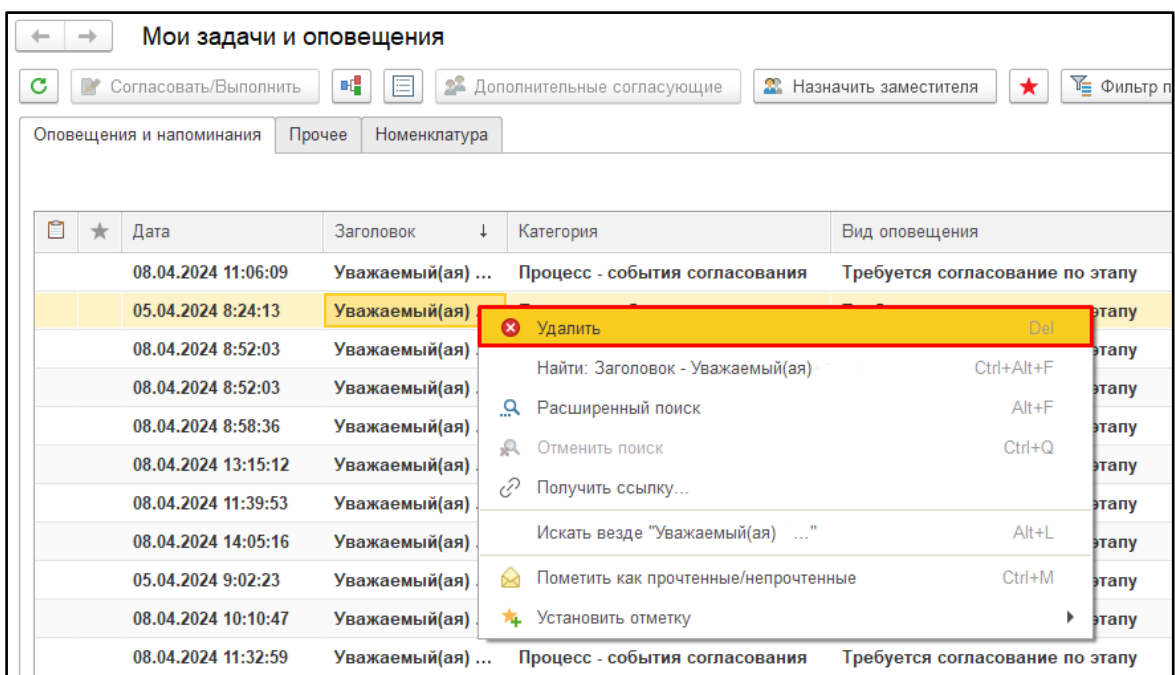 Мои задачи и оповещения
Согласовать/Выполнить Дополнительные согласующие Назначить заместителя Фильтр п
Оповещения и напоминания Прочее Номенклатура
Дата Заголовок ↓ Категория Вид оповещения
08.04.2024 11:06:09 Уважаемый(ая) ... Процесс - события согласования Требуется согласование по этапу
05.04.2024 8:24:13 Уважаемый(ая) этапу
Удалить Del
08.04.2024 8:52:03 Уважаемый(ая) . этапу
Найти: Заголовок - Уважаемый(ая) Ctrl+Alt+F
08.04.2024 8:52:03 Уважаемый(ая) . этапу
Расширенный поиск Alt+F
08.04.2024 8:58:36 Уважаемый(ая) . этапу
Отменить поиск Ctrl+Q
08.04.2024 13:15:12 Уважаемый(ая) . этапу
Получить ссылку...
08.04.2024 11:39:53 Уважаемый(ая) . этапу
Искать везде "Уважаемый(ая) ..." Alt+L
08.04.2024 14:05:16 Уважаемый(ая) . этапу
05.04.2024 9:02:23 Уважаемый(ая) . этапу
Пометить как прочтенные/непрочтенные Ctrl+M
08.04.2024 10:10:47 Уважаемый(ая) . этапу
Установить отметку
08.04.2024 11:32:59 Уважаемый(ая) ... Процесс - события согласования Требуется согласование по этапу